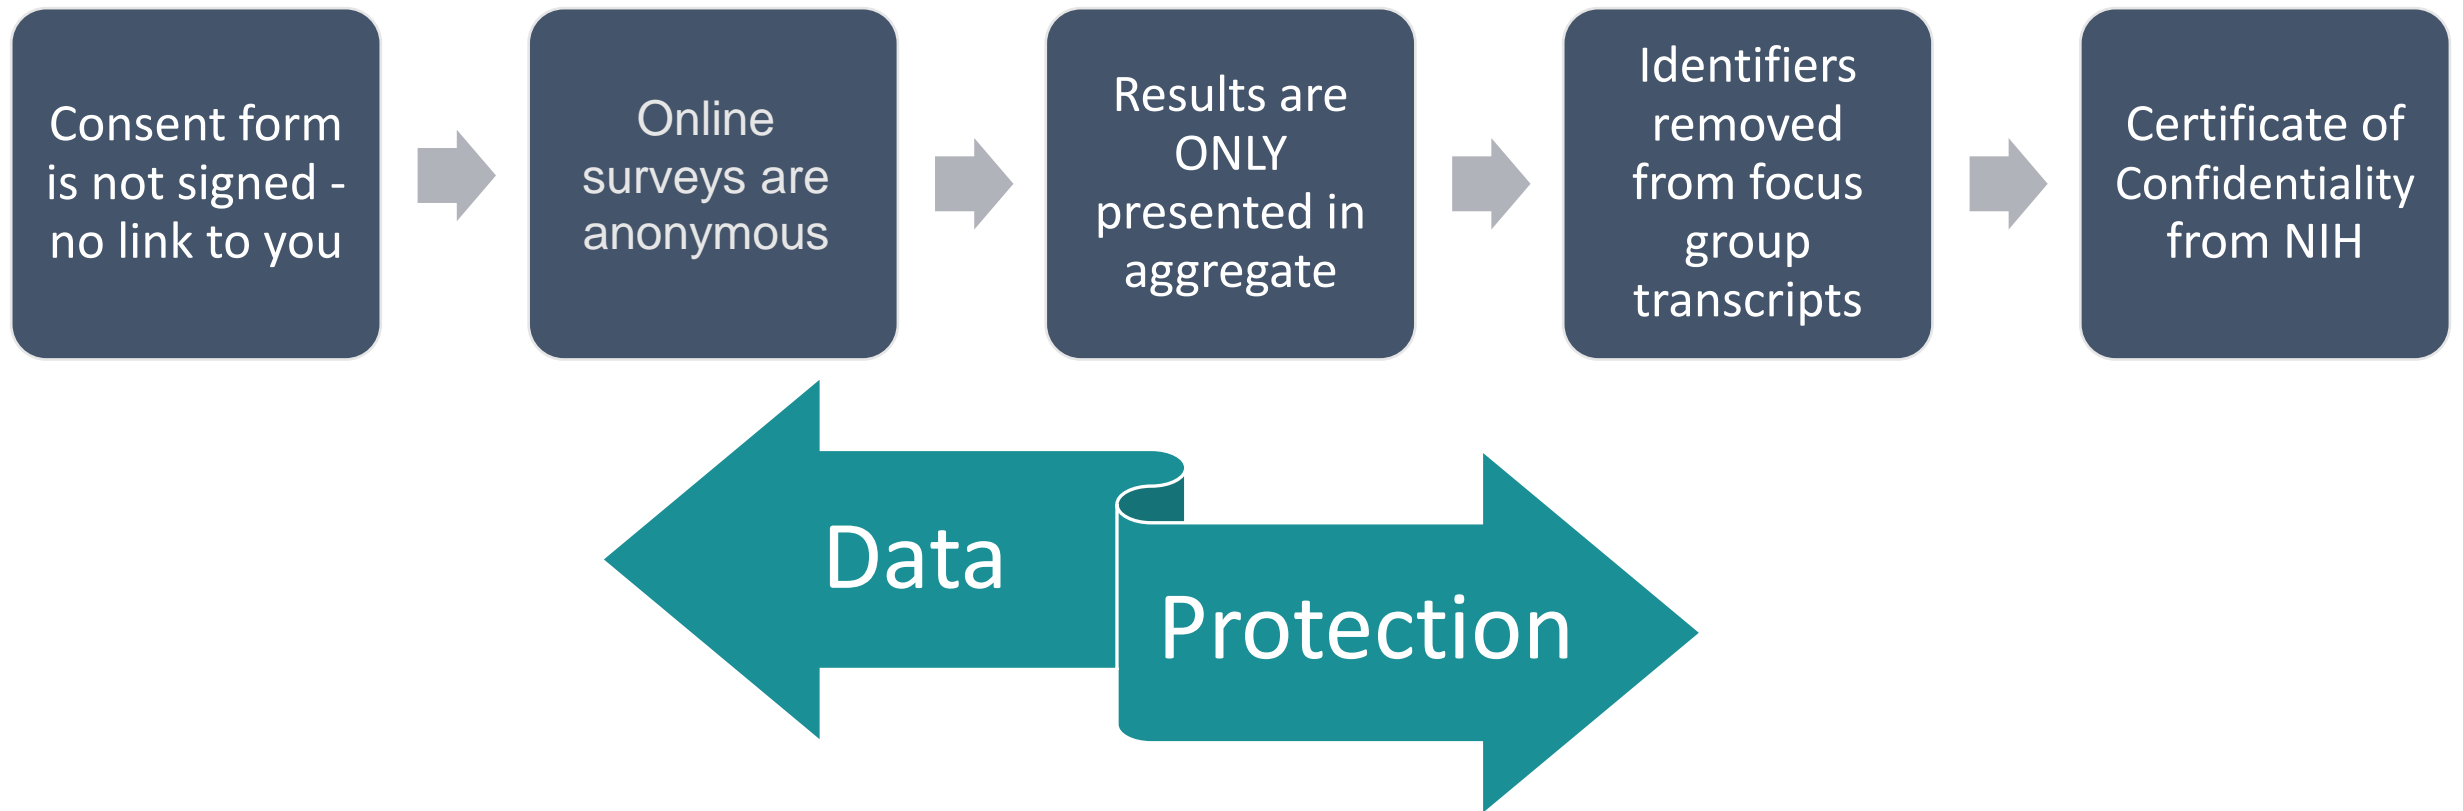 Consent form
is not signed -
no link to you
Online
surveys are
anonymous
Results are
ONLY
presented in
aggregate
Identifiers
removed
from focus
group
transcripts
Certificate of
Confidentiality
from NIH
Data
Protection